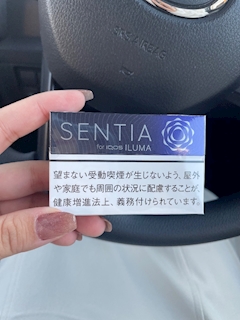 SENTIA
for IQOS ILUMA
望まない受動喫煙が生じないよう、屋外
や家庭でも周囲の状況に配慮することが、
健康増進法上、義務付けられています。